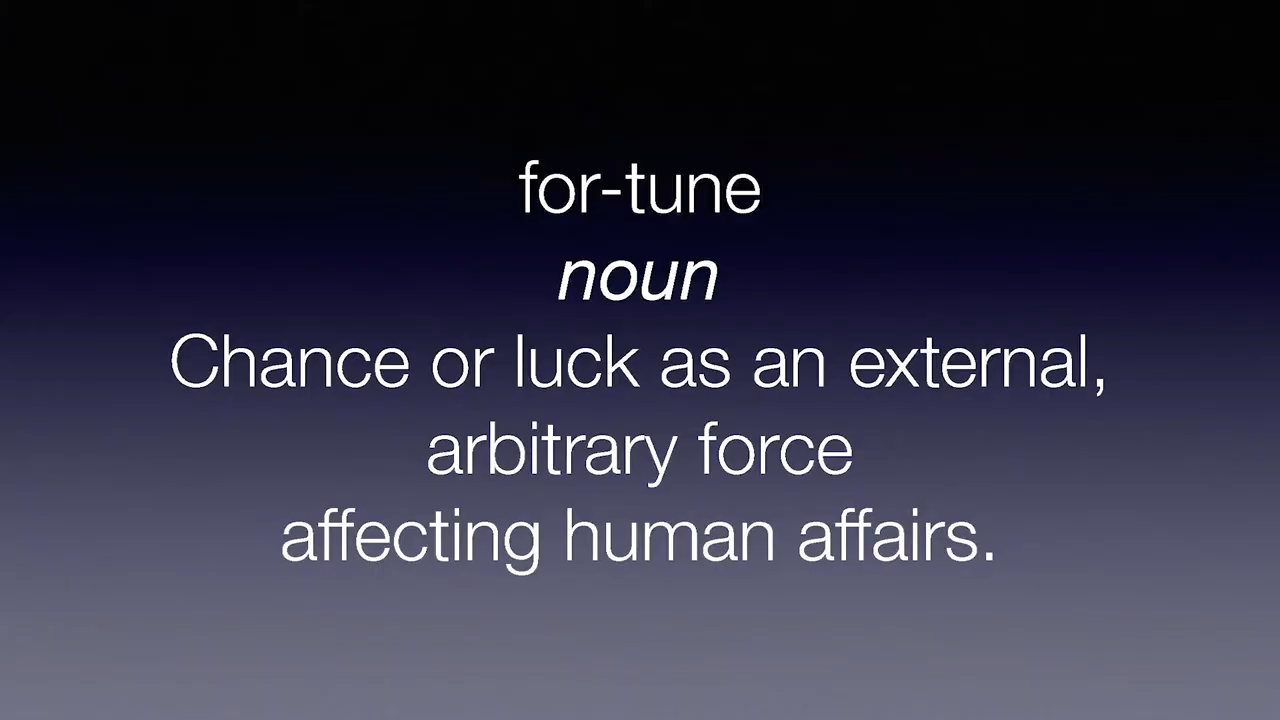 for-tune
noun
Chance or luck as an external,
arbitrary force
affecting human affairs.